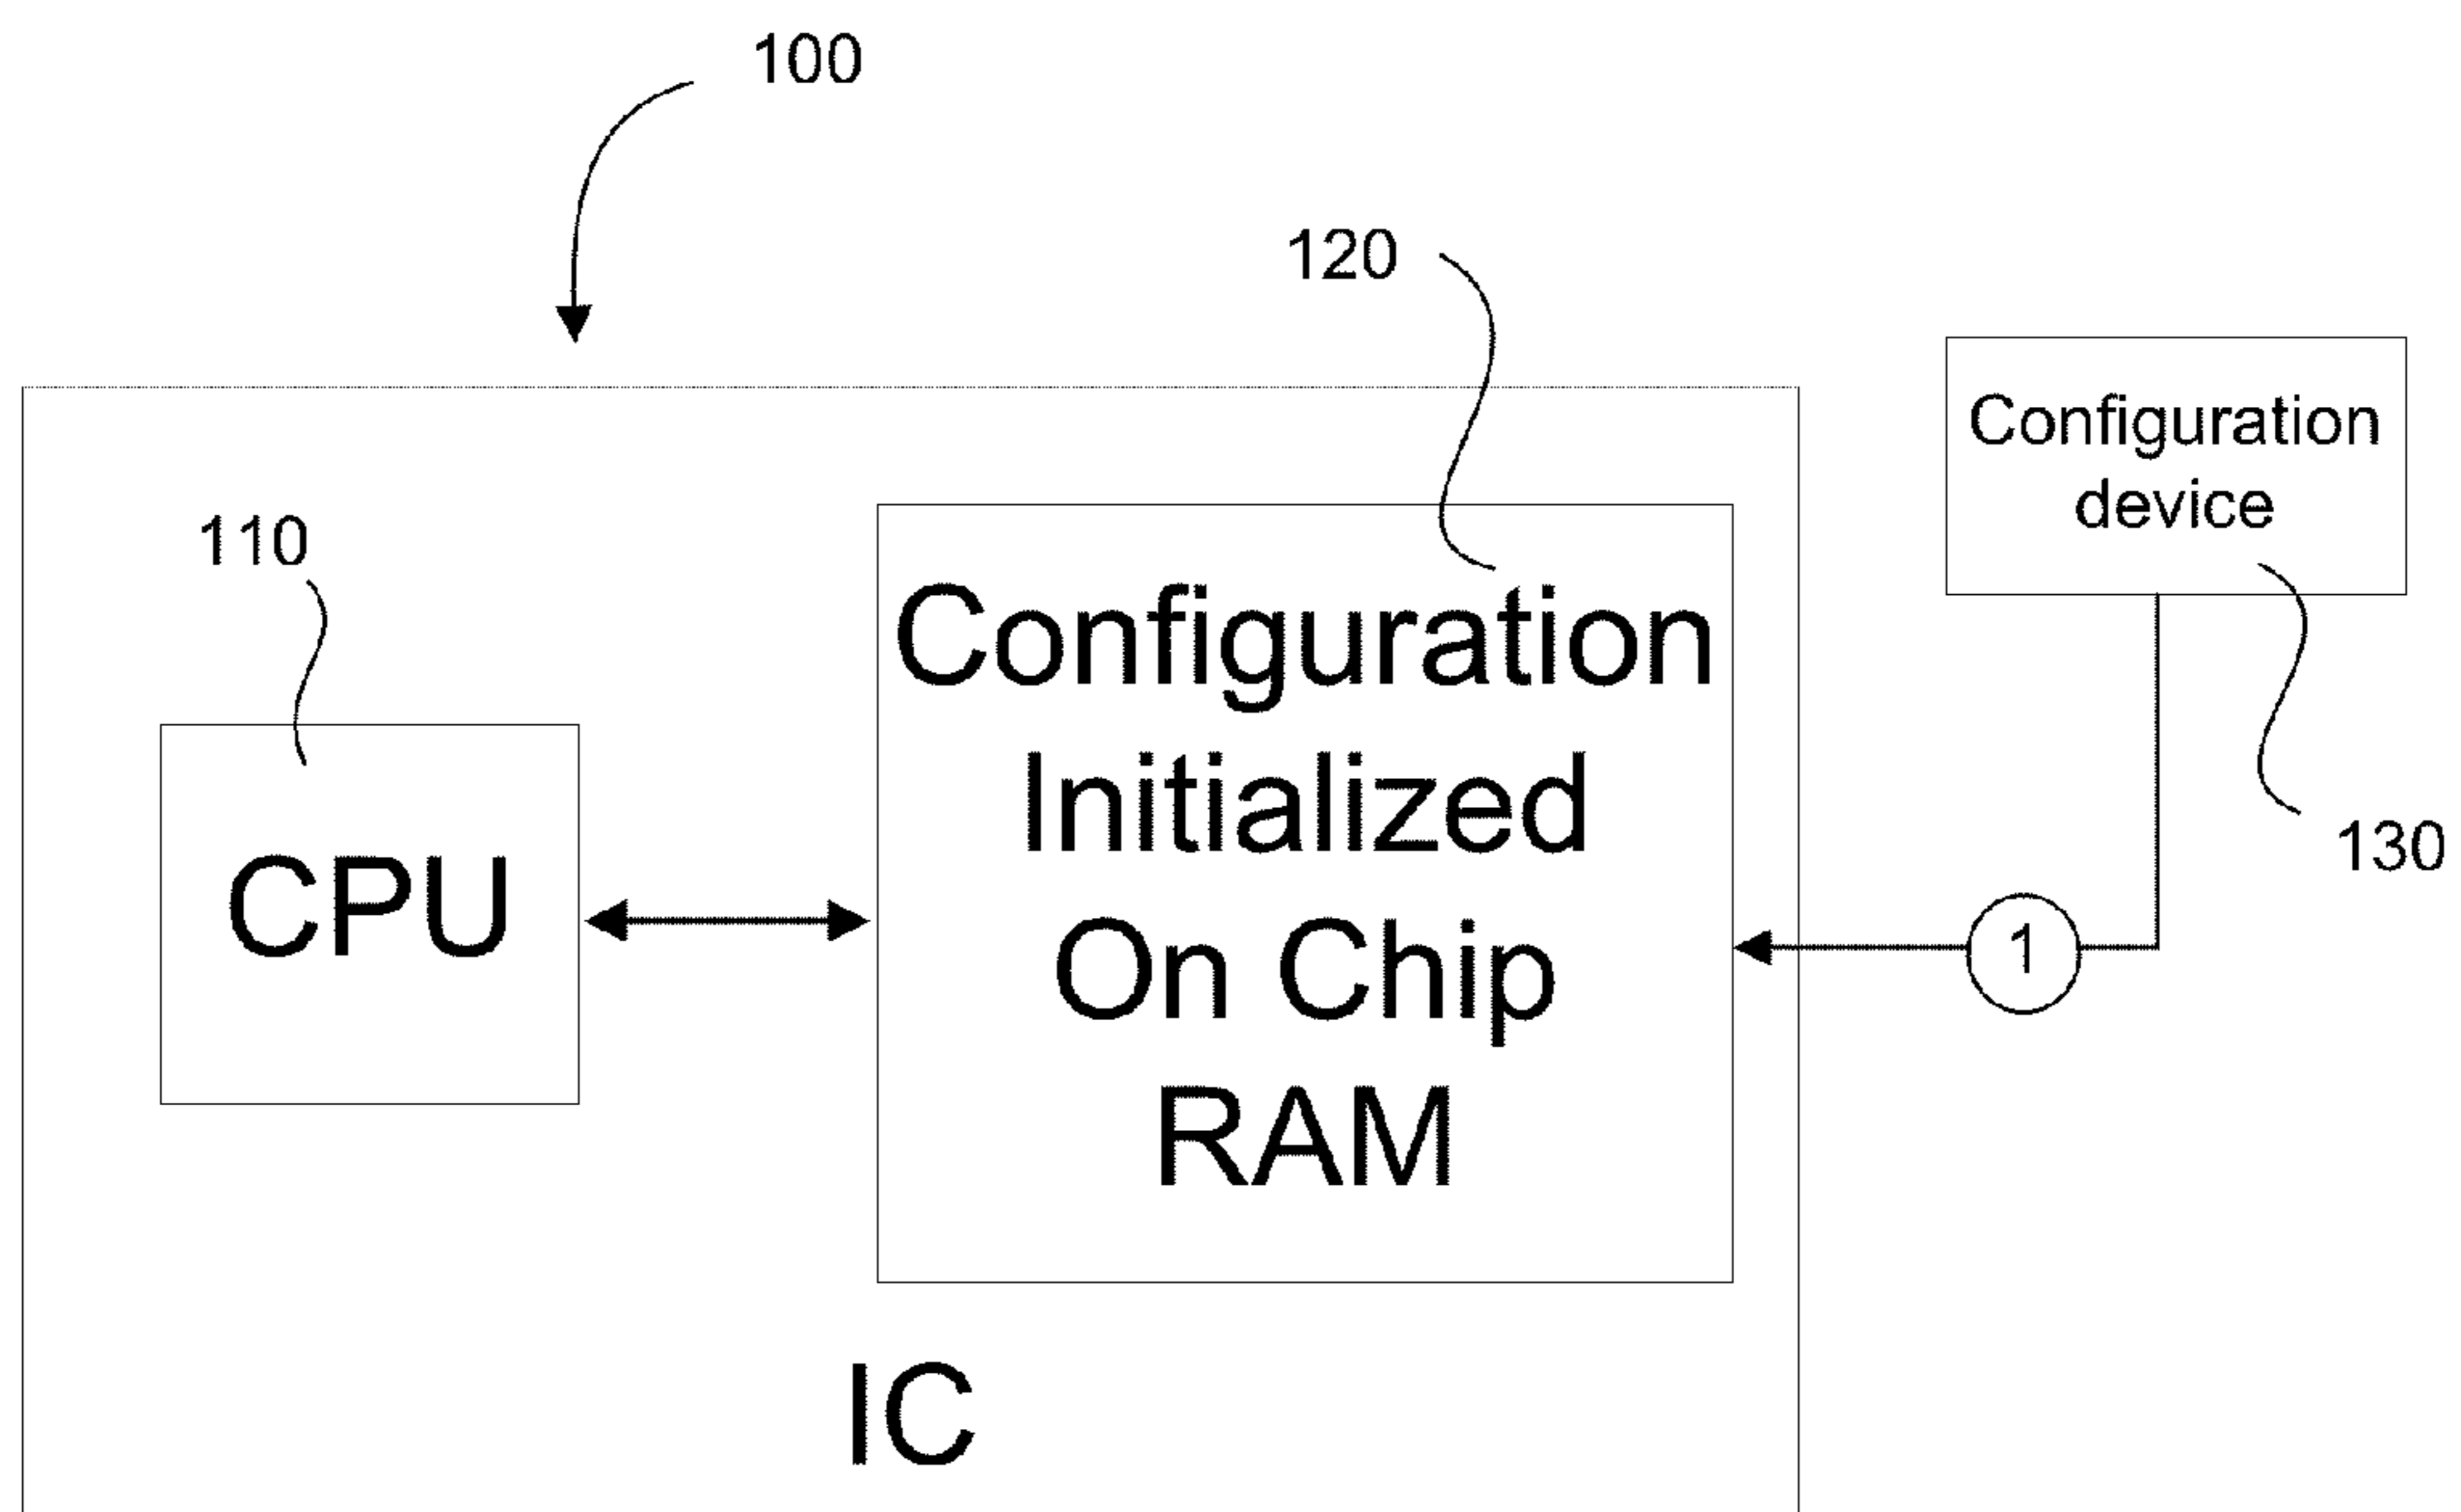 100
120
Configuration
device
110
Configuration
Initialized
On Chip
RAM
CPU
130
1
IC